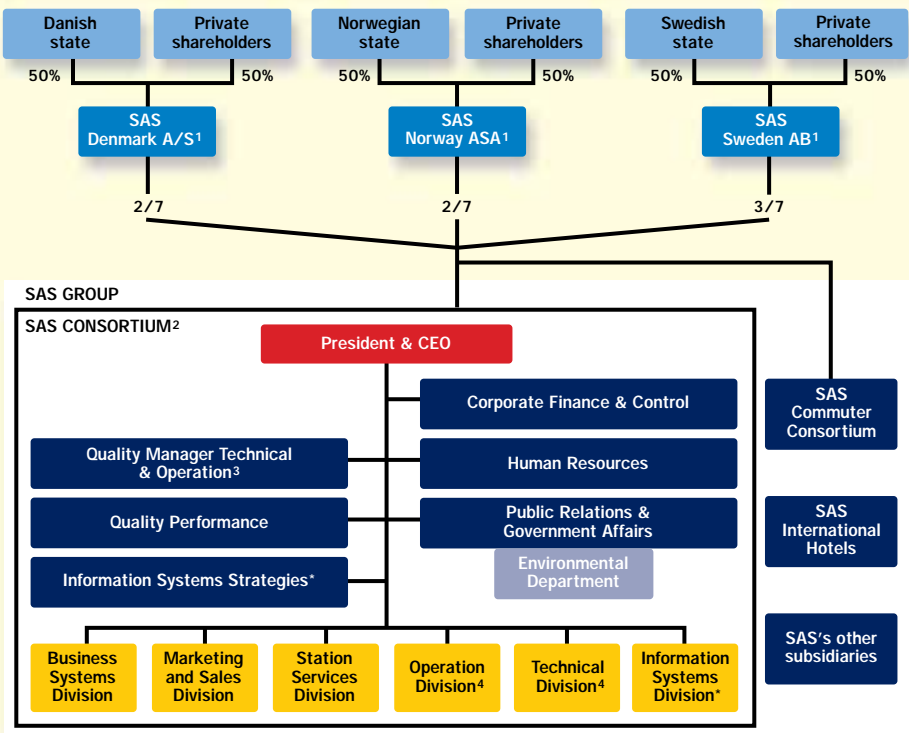 Danish
state
Private
shareholders
Norwegian
state
Private
shareholders
Swedish
state
Private
shareholders
50%
50%
50%
50%
50%
50%
SAS
Denmark A/S¹
SAS
Norway ASA¹
SAS
Sweden AB¹
2/7
2/7
3/7
SAS GROUP
SAS CONSORTIUM²
President & CEO
Corporate Finance & Control
SAS
Commuter
Consortium
Quality Manager Technical
& Operation³
Human Resources
Quality Performance
Public Relations &
Government Affairs
SAS
International
Hotels
Information Systems Strategies*
Environmental
Department
Business
Systems
Division
Marketing
and Sales
Division
Station
Services
Division
Operation
Division⁴
Technical
Division⁴
Information
Systems
Division*
SAS's other
subsidiaries